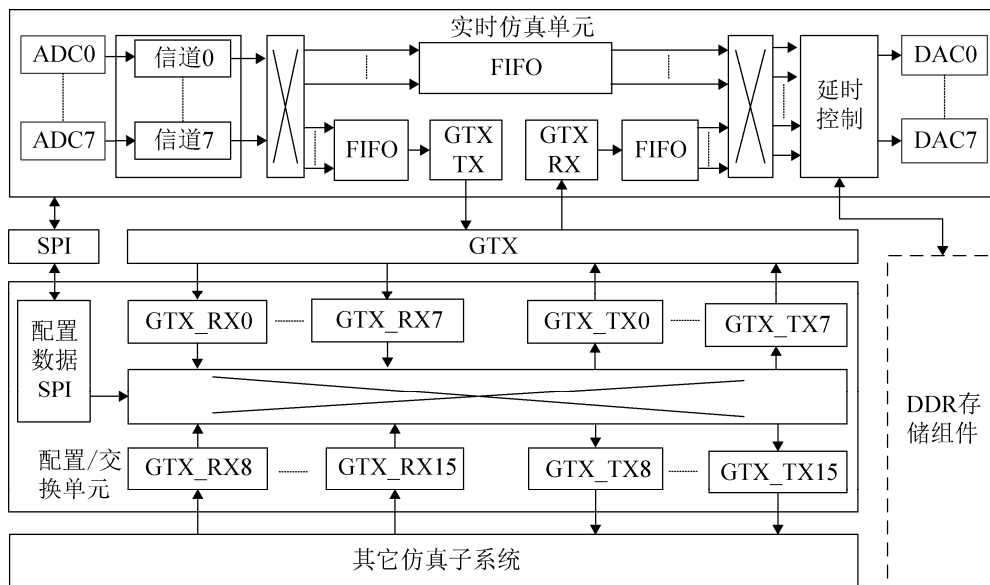 实时仿真单元
ADC0
信道0
FIFO
DAC0
延时
控制
ADC7
信道7
FIFO
GTX
TX
GTX
RX
FIFO
DAC7
SPI
GTX
配置
数据
SPI
GTX_RX0
GTX_RX7
GTX_TX0
GTX_TX7
DDR存
储组件
配置/交
换单元
GTX_RX8
GTX_RX15
GTX_TX8
GTX_TX15
其它仿真子系统